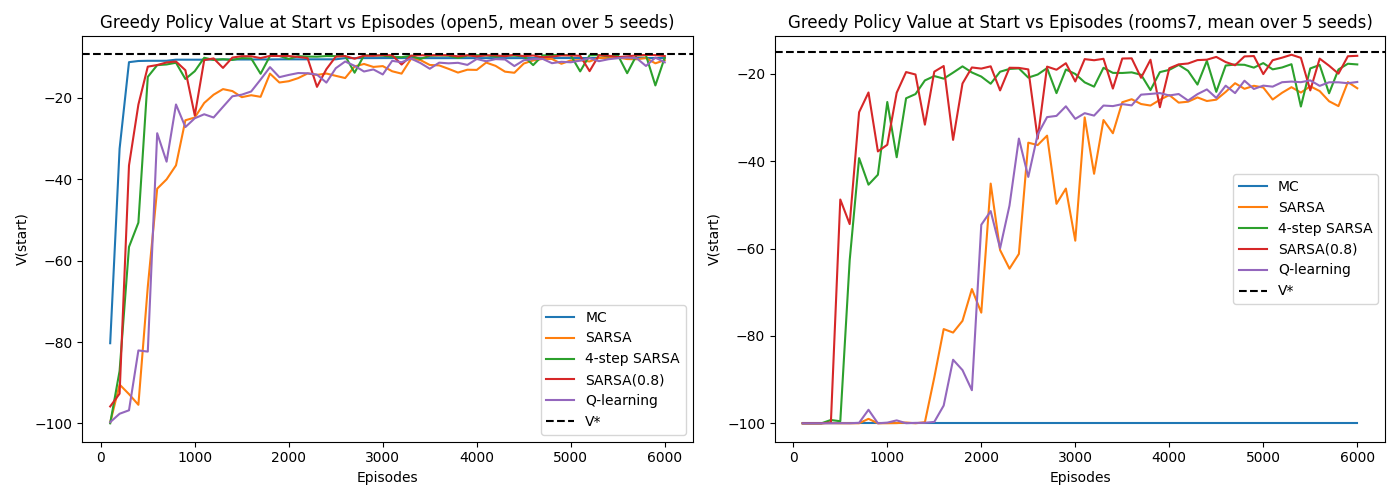 Greedy Policy Value at Start vs Episodes (open5, mean over 5 seeds)
V(start)
−20
−40
−60
−80
−100
0
1000
2000
3000
4000
5000
6000
Episodes
MC
SARSA
4-step SARSA
SARSA(0.8)
Q-learning
V*
Greedy Policy Value at Start vs Episodes (rooms7, mean over 5 seeds)
V(start)
−20
−40
−60
−80
−100
0
1000
2000
3000
4000
5000
6000
Episodes
MC
SARSA
4-step SARSA
SARSA(0.8)
Q-learning
V*